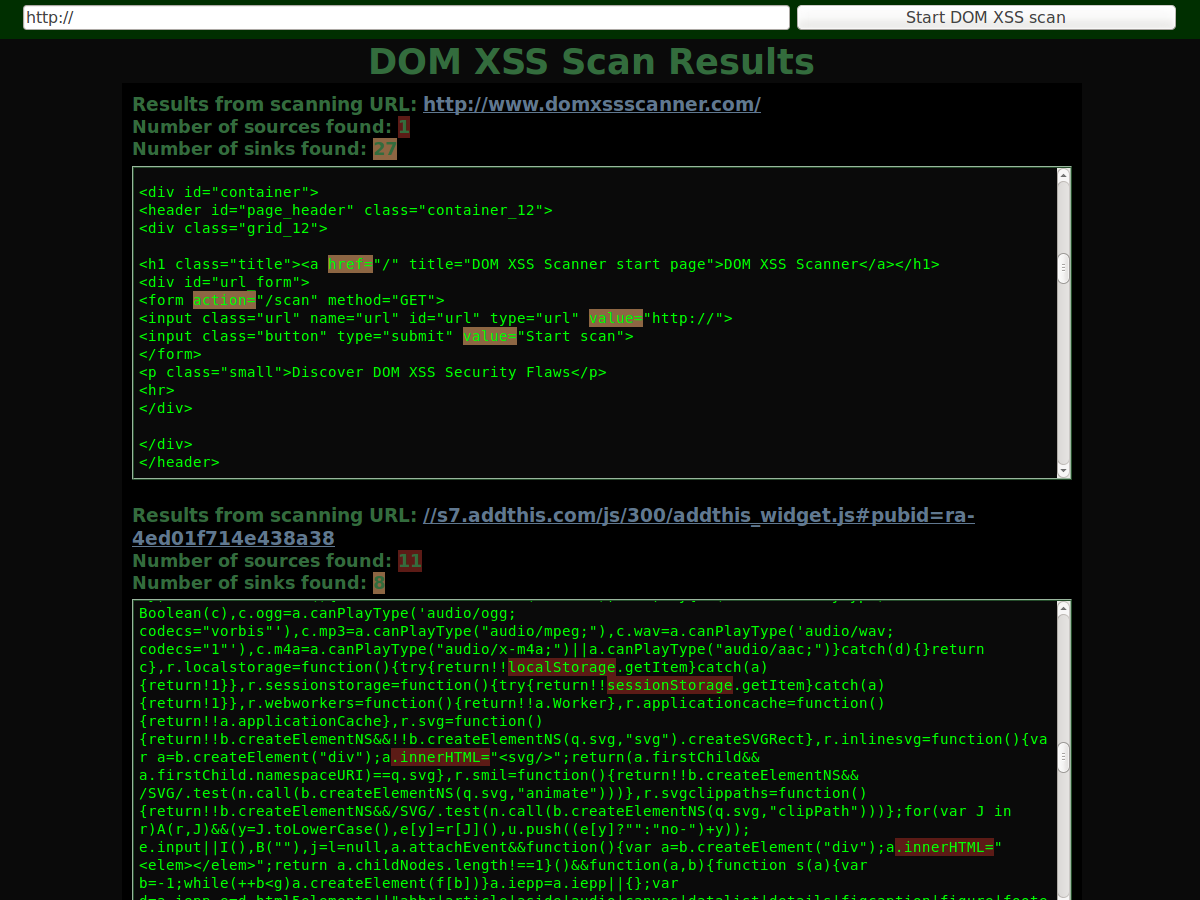 http://
Start DOM XSS scan
DOM XSS Scan Results
Results from scanning URL: http://www.domxssscanner.com/
Number of sources found: 1
Number of sinks found: 27
<div id="container">
<header id="page_header" class="container_12">
<div class="grid_12">
<h1 class="title"><a href="/" title="DOM XSS Scanner start page">DOM XSS Scanner</a></h1>
<div id="url_form">
<form action="/scan" method="GET">
<input class="url" name="url" id="url" type="url" value="http://">
<input class="button" type="submit" value="Start scan">
</form>
<p class="small">Discover DOM XSS Security Flaws</p>
<hr>
</div>
</div>
</header>
Results from scanning URL: //s7.addthis.com/js/300/addthis_widget.js#pubid=ra-
4ed01f714e438a38
Number of sources found: 11
Number of sinks found: 8
Boolean(c),c.ogg=a.canPlayType('audio/ogg;
codecs="vorbis"'),c.mp3=a.canPlayType("audio/mpeg;"),c.wav=a.canPlayType('audio/wav;
codecs="1"'),c.m4a=a.canPlayType("audio/x-m4a;")||a.canPlayType("audio/aac;")}catch(d){}return
c},r.localstorage=function(){try{return!!localStorage.getItem}catch(a)
{return!1}},r.sessionstorage=function(){try{return!!sessionStorage.getItem}catch(a)
{return!1}},r.webworkers=function(){return!!a.Worker},r.applicationcache=function()
{return!!a.applicationCache},r.svg=function()
{return!!b.createElementNS&&!!b.createElementNS(q.svg,"svg").createSVGRect},r.inlinesvg=function(){va
r a=b.createElement("div");a.innerHTML="<svg/>";return(a.firstChild&&
a.firstChild.namespaceURI)==q.svg},r.smil=function(){return!!b.createElementNS&&
/SVG/.test(n.call(b.createElementNS(q.svg,"animate")))},r.svgclippaths=function()
{return!!b.createElementNS&&/SVG/.test(n.call(b.createElementNS(q.svg,"clipPath")))};for(var J in
r)A(r,J)&&(y=J.toLowerCase(),e[y]=r[J](),u.push((e[y]?"":"no-")+y));
e.input||I(),B(""),j=l=null,a.attachEvent&&function(){var a=b.createElement("div");a.innerHTML="
<elem></elem>";return a.childNodes.length!==1}()&&function(a,b){function s(a){var
b=-1;while(++b<g)a.createElement(f[b])}a.iepp=a.iepp||{};var